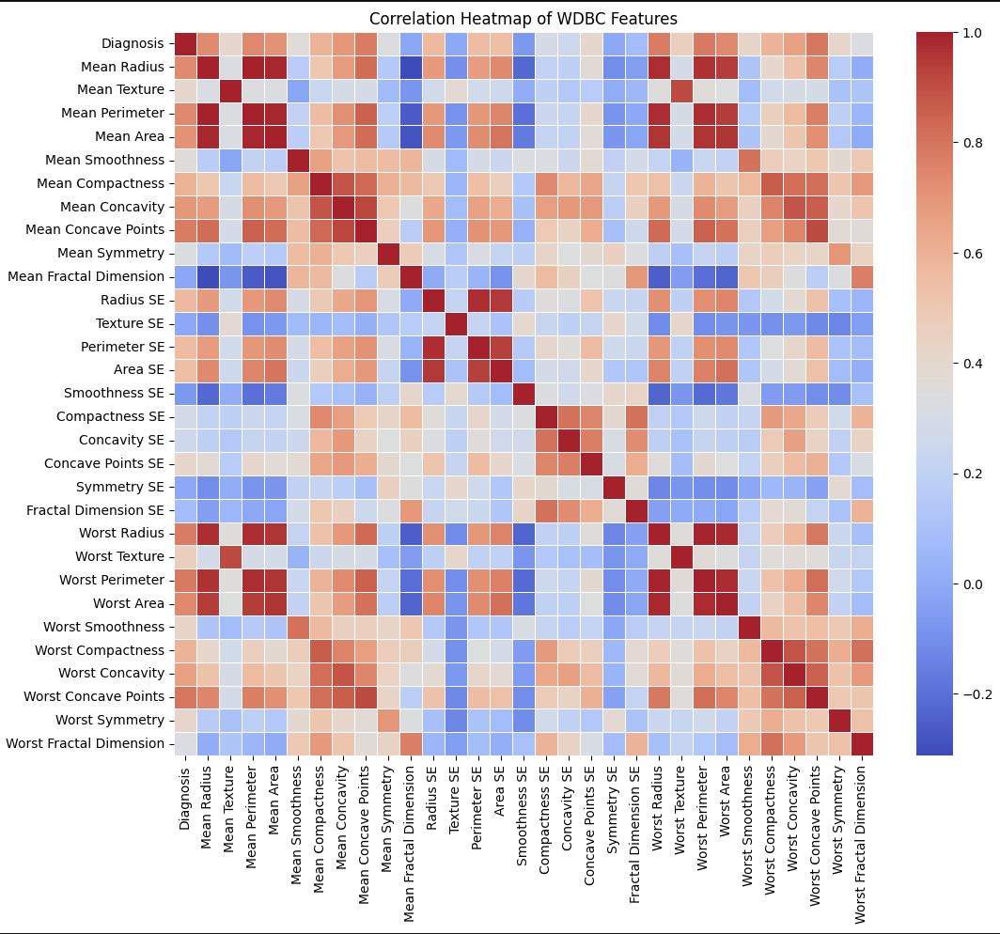 Correlation Heatmap of WDBC Features
Diagnosis
Mean Radius
Mean Texture
Mean Perimeter
Mean Area
Mean Smoothness
Mean Compactness
Mean Concavity
Mean Concave Points
Mean Symmetry
Mean Fractal Dimension
Radius SE
Texture SE
Perimeter SE
Area SE
Smoothness SE
Compactness SE
Concavity SE
Concave Points SE
Symmetry SE
Fractal Dimension SE
Worst Radius
Worst Texture
Worst Perimeter
Worst Area
Worst Smoothness
Worst Compactness
Worst Concavity
Worst Concave Points
Worst Symmetry
Worst Fractal Dimension
Diagnosis
Mean Radius
Mean Texture
Mean Perimeter
Mean Area
Mean Smoothness
Mean Compactness
Mean Concavity
Mean Concave Points
Mean Symmetry
Mean Fractal Dimension
Radius SE
Texture SE
Perimeter SE
Area SE
Smoothness SE
Compactness SE
Concavity SE
Concave Points SE
Symmetry SE
Fractal Dimension SE
Worst Radius
Worst Texture
Worst Perimeter
Worst Area
Worst Smoothness
Worst Compactness
Worst Concavity
Worst Concave Points
Worst Symmetry
Worst Fractal Dimension
1.0
0.8
0.6
0.4
0.2
0.0
−0.2